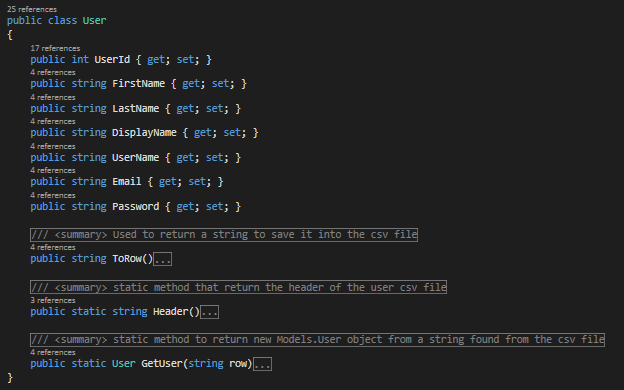 25 references
public class User
{
17 references
public int UserId { get; set; }
4 references
public string FirstName { get; set; }
4 references
public string LastName { get; set; }
4 references
public string DisplayName { get; set; }
4 references
public string UserName { get; set; }
4 references
public string Email { get; set; }
4 references
public string Password { get; set; }
/// <summary> Used to return a string to save it into the csv file
4 references
public string ToRow()...
/// <summary> static method that return the header of the user csv file
3 references
public static string Header()...
/// <summary> static method to return new Models.User object from a string found from the csv file
4 references
public static User GetUser(string row)...
}